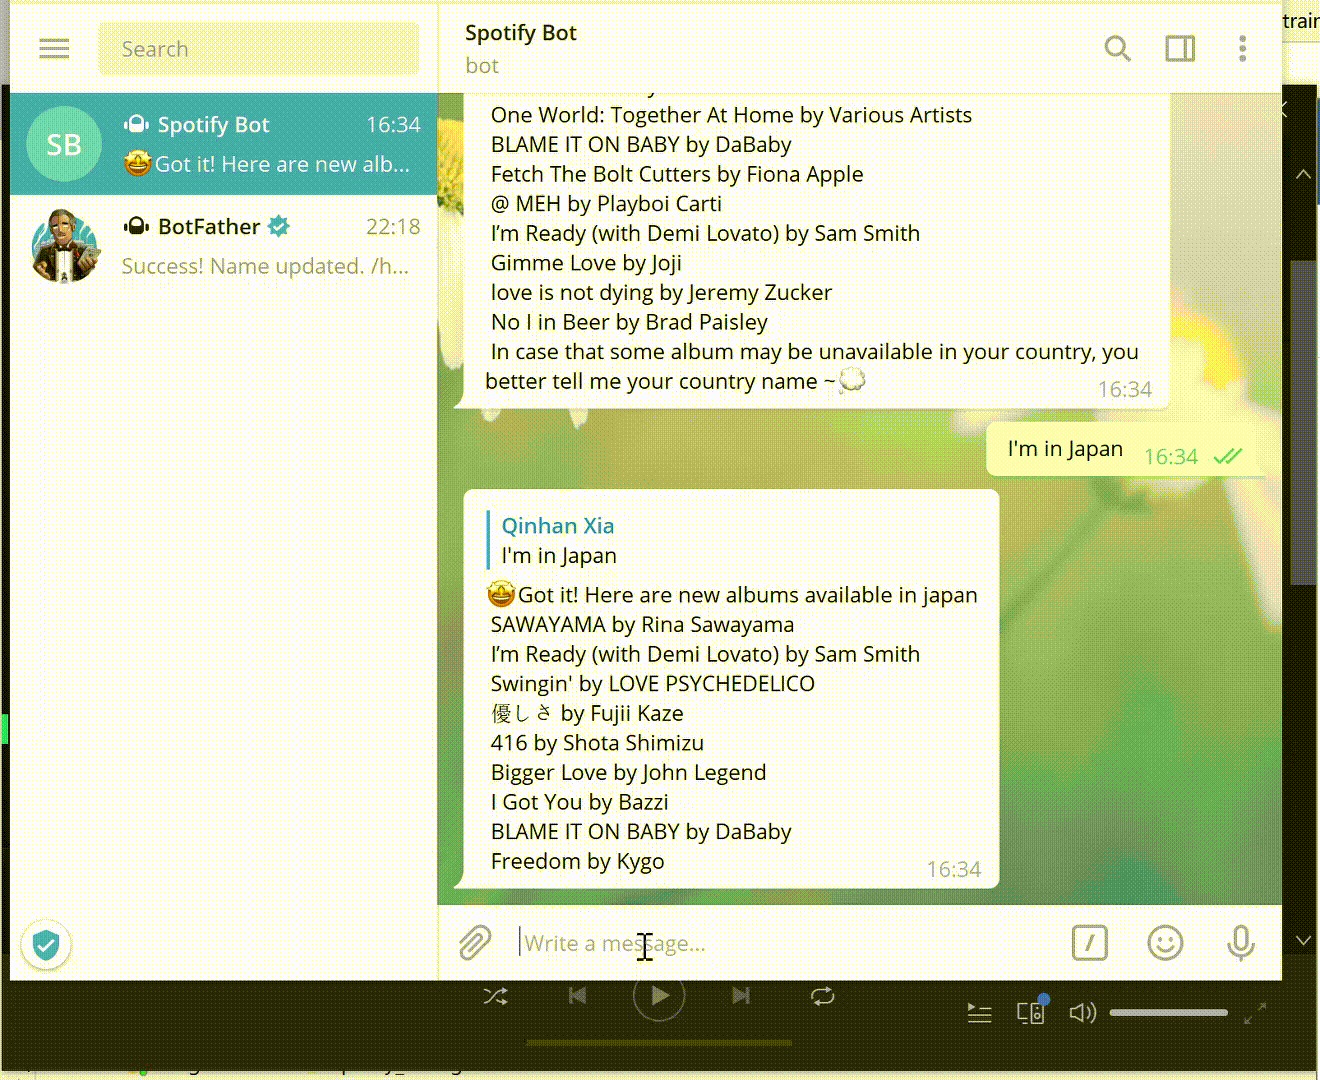 Search
SB
Spotify Bot
16:34
Got it! Here are new alb...
BotFather
22:18
Success! Name updated. /h...
Spotify Bot
bot
One World: Together At Home by Various Artists
BLAME IT ON BABY by DaBaby
Fetch The Bolt Cutters by Fiona Apple
@ MEH by Playboi Carti
I'm Ready (with Demi Lovato) by Sam Smith
Gimme Love by Joji
love is not dying by Jeremy Zucker
No I in Beer by Brad Paisley
In case that some album may be unavailable in your country, you
better tell me your country name ~
16:34
I'm in Japan
16:34
Qinhan Xia
I'm in Japan
Got it! Here are new albums available in japan
SAWAYAMA by Rina Sawayama
I'm Ready (with Demi Lovato) by Sam Smith
Swingin' by LOVE PSYCHEDELICO
優しさ by Fujii Kaze
416 by Shota Shimizu
Bigger Love by John Legend
I Got You by Bazzi
BLAME IT ON BABY by DaBaby
Freedom by Kygo
16:34
Write a message...
/